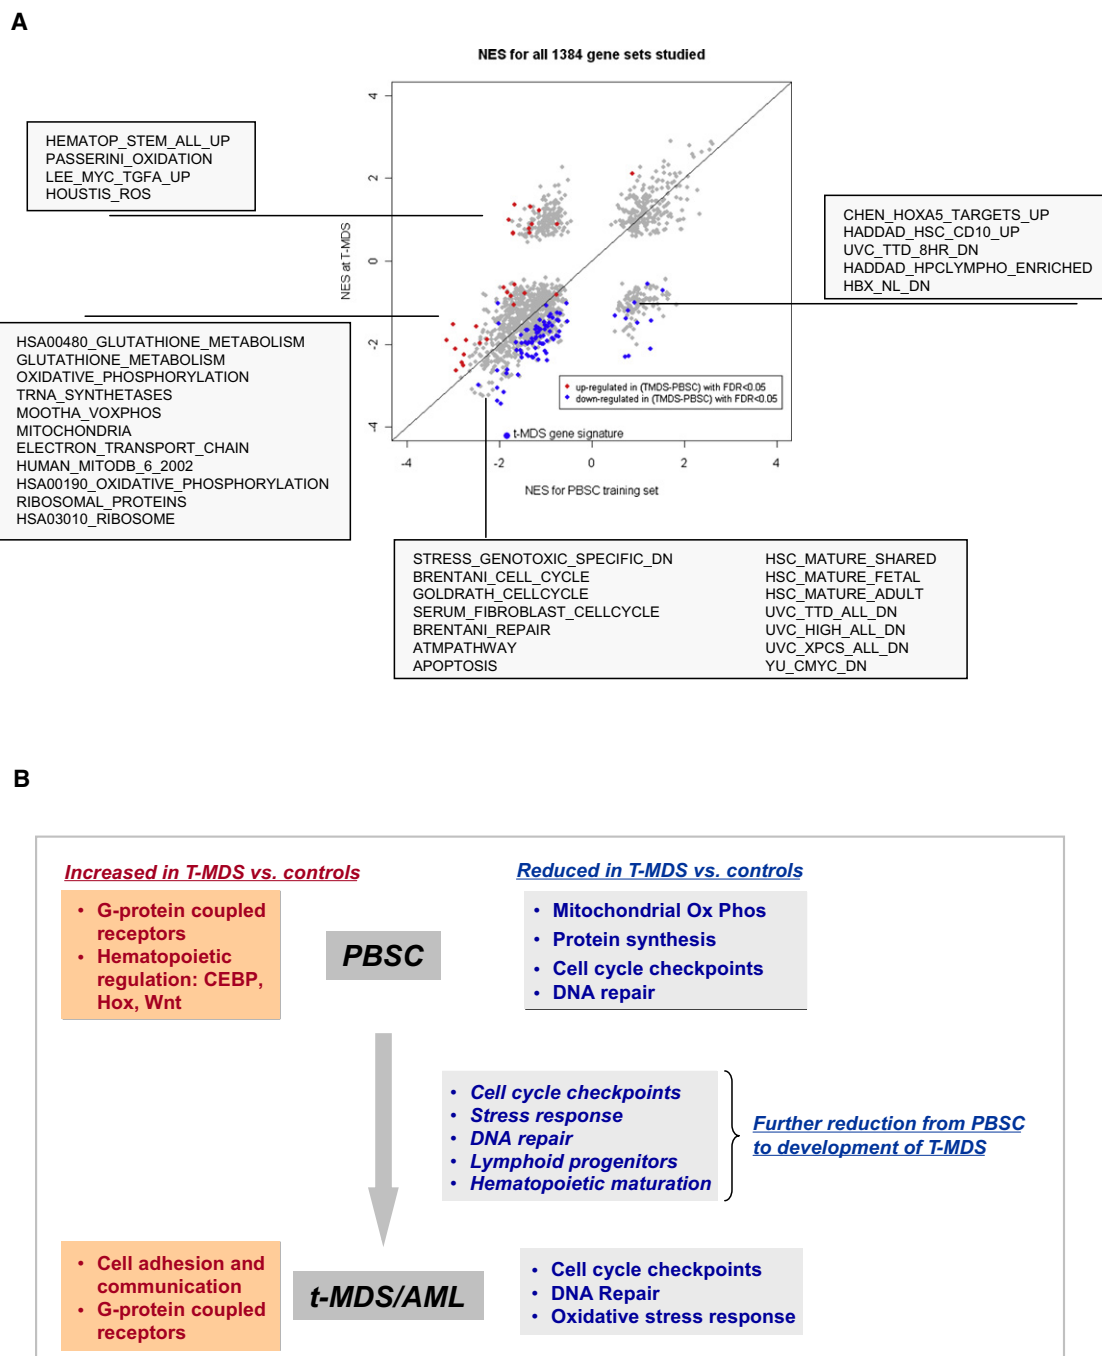 A
NES for all 1384 gene sets studied
HEMATOP_STEM_ALL_UP
PASSERINI_OXIDATION
LEE_MYC_TGFA_UP
HOUSTIS_ROS
CHEN_HOXA5_TARGETS_UP
HADDAD_HSC_CD10_UP
UVC_TTD_8HR_DN
HADDAD_HPCLYMPHO_ENRICHED
HBX_NL_DN
HSA00480_GLUTATHIONE_METABOLISM
GLUTATHIONE_METABOLISM
OXIDATIVE_PHOSPHORYLATION
TRNA_SYNTHETASES
MOOTHA_VOXPHOS
MITOCHONDRIA
ELECTRON_TRANSPORT_CHAIN
HUMAN_MITODB_6_2002
HSA00190_OXIDATIVE_PHOSPHORYLATION
RIBOSOMAL_PROTEINS
HSA03010_RIBOSOME
NES at T-MDS
4
2
0
-2
-4
up-regulated in (TMDS-PBSC) with FDR<0.05
down-regulated in (TMDS-PBSC) with FDR<0.05
t-MDS gene signature
-4 -2 0 2 4
NES for PBSC training set
STRESS_GENOTOXIC_SPECIFIC_DN
BRENTANI_CELL_CYCLE
GOLDRATH_CELLCYCLE
SERUM_FIBROBLAST_CELLCYCLE
BRENTANI_REPAIR
ATMPATHWAY
APOPTOSIS
HSC_MATURE_SHARED
HSC_MATURE_FETAL
HSC_MATURE_ADULT
UVC_TTD_ALL_DN
UVC_HIGH_ALL_DN
UVC_XPCS_ALL_DN
YU_CMYC_DN
B
Increased in T-MDS vs. controls
• G-protein coupled
receptors
• Hematopoietic
regulation: CEBP,
Hox, Wnt
PBSC
Reduced in T-MDS vs. controls
• Mitochondrial Ox Phos
• Protein synthesis
• Cell cycle checkpoints
• DNA repair
• Cell cycle checkpoints
• Stress response
• DNA repair
• Lymphoid progenitors
• Hematopoietic maturation
Further reduction from PBSC
to development of T-MDS
• Cell adhesion and
communication
• G-protein coupled
receptors
t-MDS/AML
• Cell cycle checkpoints
• DNA Repair
• Oxidative stress response